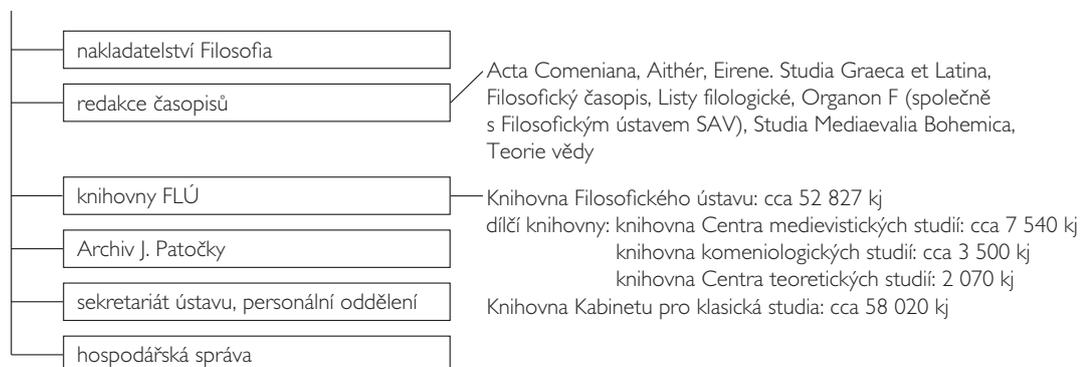 nakladatelství Filosofia
redakce časopisů
Acta Comeniana, Aithér, Eirene. Studia Graeca et Latina,
Filosofický časopis, Listy filologické, Organon F (společně
s Filosofickým ústavem SAV), Studia Mediaevalia Bohemica,
Teorie vědy
knihovny FLÚ
Knihovna Filosofického ústavu: cca 52 827 kj
dílčí knihovny: knihovna Centra medievistických studií: cca 7 540 kj
knihovna komeniologických studií: cca 3 500 kj
knihovna Centra teoretických studií: 2 070 kj
Knihovna Kabinetu pro klasická studia: cca 58 020 kj
Archiv J. Patočky
sekretariát ústavu, personální oddělení
hospodářská správa